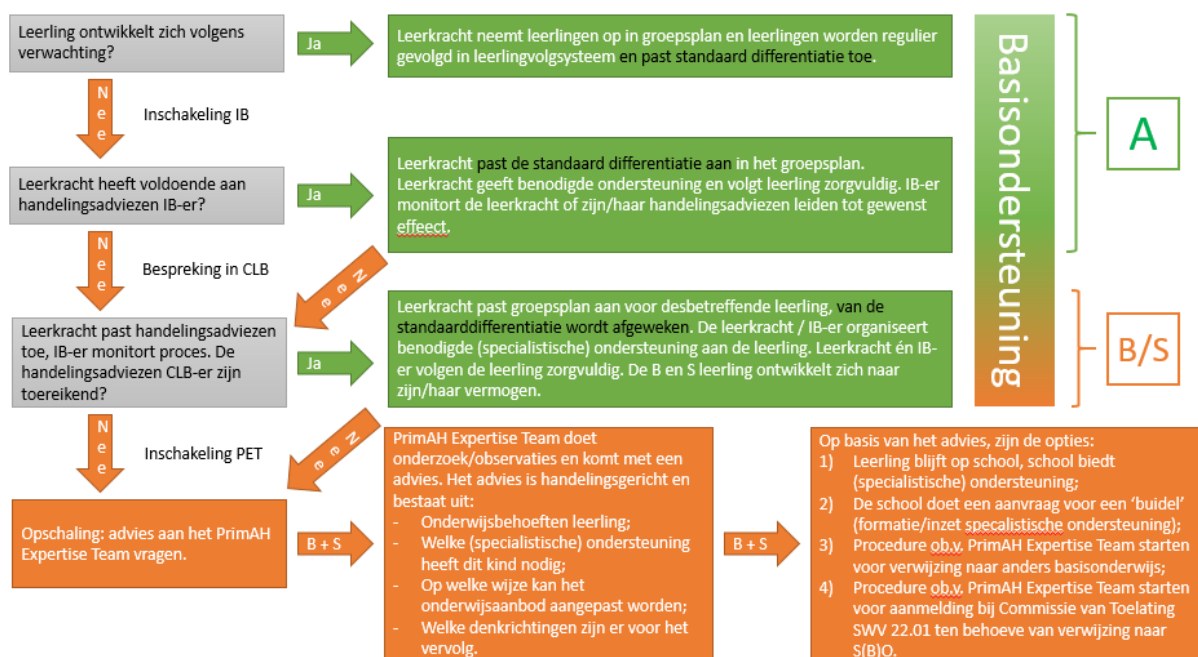 Leerling ontwikkelt zich volgens
verwachting?
Ja
Leerkracht neemt leerlingen op in groepsplan en leerlingen worden regulier
gevolgd in leerlingvolgsysteem en past standaard differentiatie toe.
Nee
Inschakeling IB
Leerkracht heeft voldoende aan
handelingsadviezen IB-er?
Ja
Leerkracht past de standaard differentiatie aan in het groepsplan.
Leerkracht geeft benodigde ondersteuning en volgt leerling zorgvuldig. IB-er
monitort de leerkracht of zijn/haar handelingsadviezen leiden tot gewenst
effeect.
Nee
Bespreking in CLB
Nee
Leerkracht past handelingsadviezen
toe, IB-er monitort proces. De
handelingsadviezen CLB-er zijn
toereikend?
Ja
Leerkracht past groepsplan aan voor desbetreffende leerling, van de
standaarddifferentiatie wordt afgeweken. De leerkracht / IB-er organiseert
benodigde (specialistische) ondersteuning aan de leerling. Leerkracht én IB-
er volgen de leerling zorgvuldig. De B en S leerling ontwikkelt zich naar
zijn/haar vermogen.
Basisondersteuning
A
B/S
Nee
Inschakeling PET
Nee
Opschaling: advies aan het PrimAH
Expertise Team vragen.
B + S
PrimAH Expertise Team doet
onderzoek/observaties en komt met een
advies. Het advies is handelingsgericht en
bestaat uit:
- Onderwijsbehoeften leerling;
- Welke (specialistische) ondersteuning
heeft dit kind nodig;
- Op welke wijze kan het
onderwijsaanbod aangepast worden;
- Welke denkrichtingen zijn er voor het
vervolg.
B + S
Op basis van het advies, zijn de opties:
1) Leerling blijft op school, school biedt
(specialistische) ondersteuning;
2) De school doet een aanvraag voor een ‘buidel’
(formatie/inzet specalistische ondersteuning);
3) Procedure ob.v. PrimAH Expertise Team starten
voor verwijzing naar anders basisonderwijs;
4) Procedure ob.v. PrimAH Expertise Team starten
voor aanmelding bij Commissie van Toelating
SWV 22.01 ten behoeve van verwijzing naar
S(B)O.